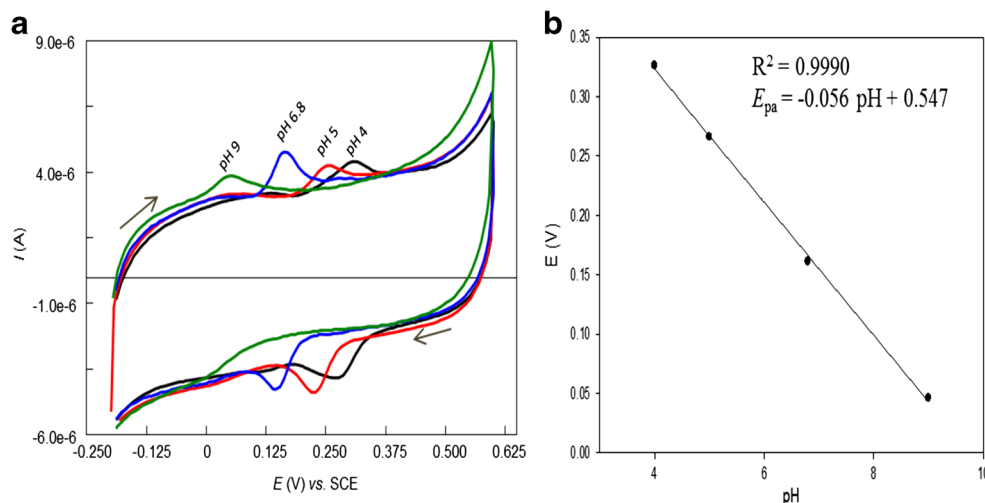 a
9.0e-6
4.0e-6
-1.0e-6
-6.0e-6
I (A)
pH 9
pH 6.8
pH 5
pH 4
-0.250
-0.125
0
0.125
0.250
0.375
0.500
0.625
E (V) vs. SCE
b
0.35
0.30
0.25
0.20
0.15
0.10
0.05
0.00
E (V)
R² = 0.9990
Epa = -0.056 pH + 0.547
4
6
8
10
pH